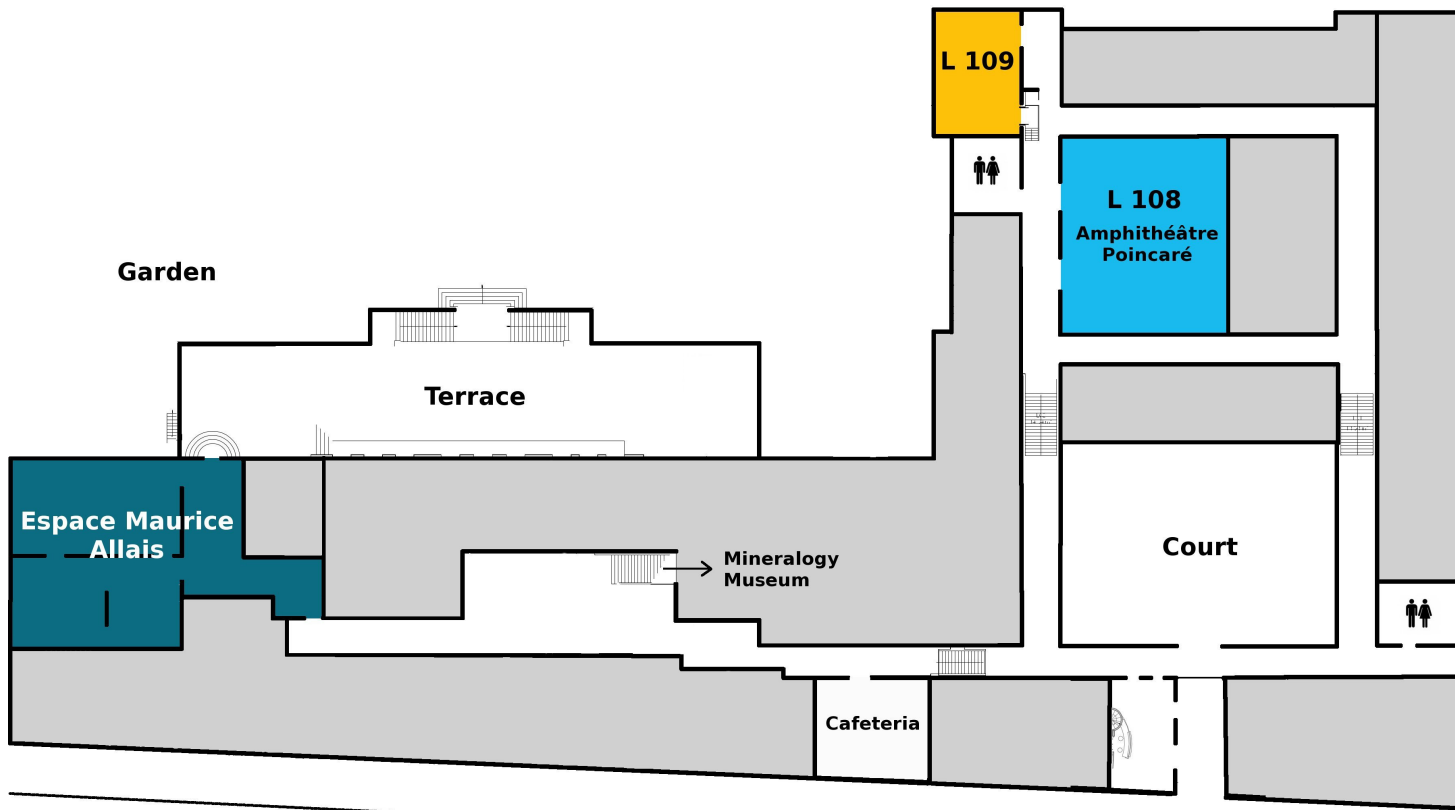 L 109
L 108
Amphithéâtre
Poincaré
Garden
Terrace
Espace Maurice
Allais
Mineralogy
Museum
Court
Cafeteria